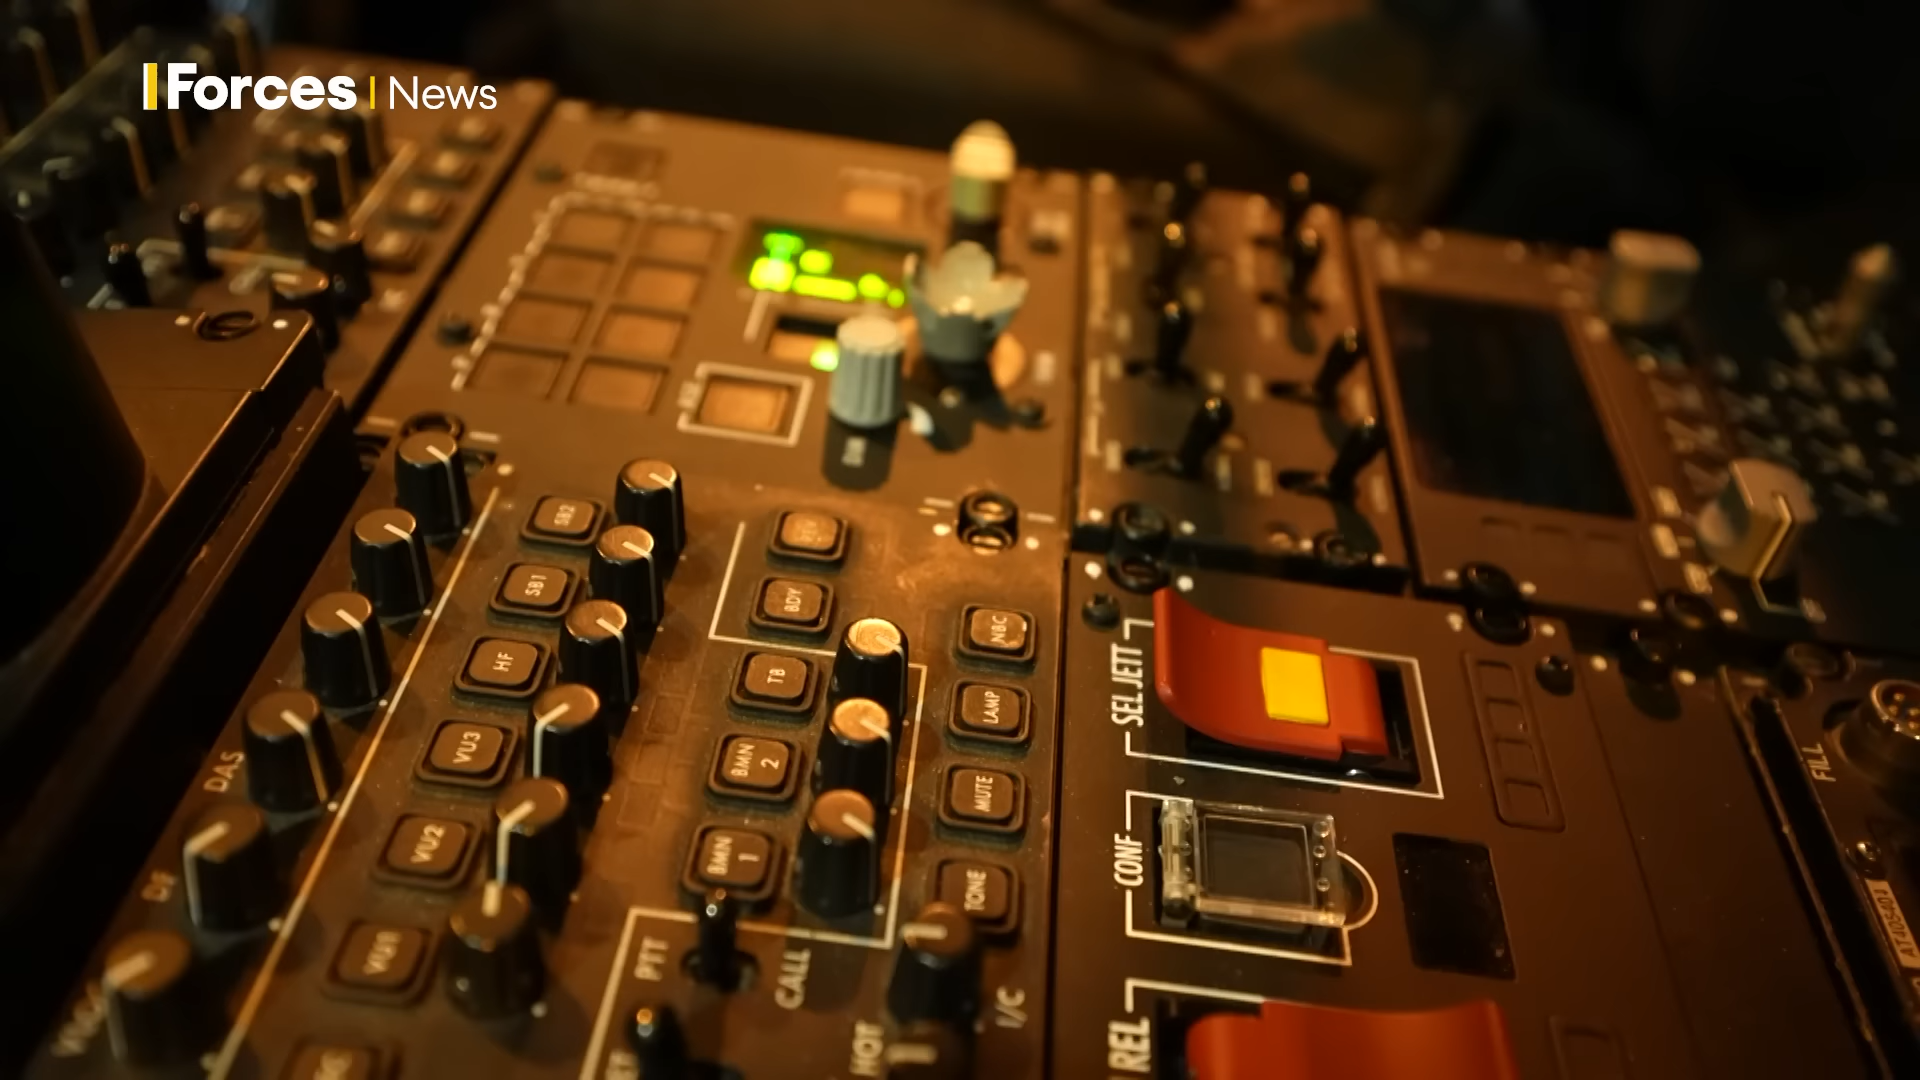 Forces News
SB2
SB1
HF
VU3
VU2
VU1
BDY
TB
BMN 2
BMN 1
NBC
LAMP
MUTE
TONE
DAS
DF
PTT
CALL
I/C
HOT
SEL JETT
CONF
REL
FILL